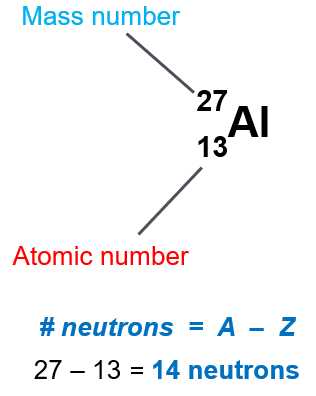 Mass number
27
Al
13
Atomic number
# neutrons = A – Z
27 – 13 = 14 neutrons